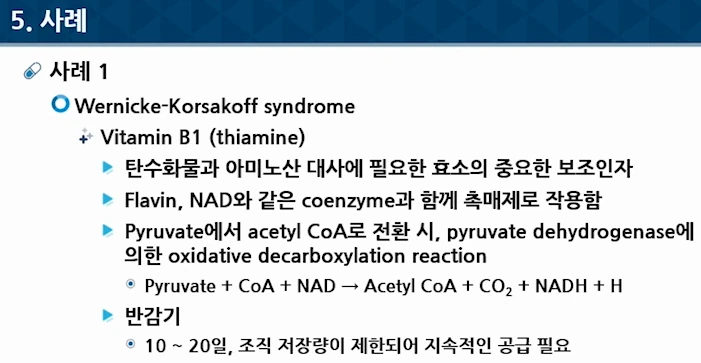 5. 사례
사례 1
Wernicke-Korsakoff syndrome
Vitamin B1 (thiamine)
탄수화물과 아미노산 대사에 필요한 효소의 중요한 보조인자
Flavin, NAD와 같은 coenzyme과 함께 촉매제로 작용함
Pyruvate에서 acetyl CoA로 전환 시, pyruvate dehydrogenase에
의한 oxidative decarboxylation reaction
Pyruvate + CoA + NAD → Acetyl CoA + CO₂ + NADH + H
반감기
10 ~ 20일, 조직 저장량이 제한되어 지속적인 공급 필요